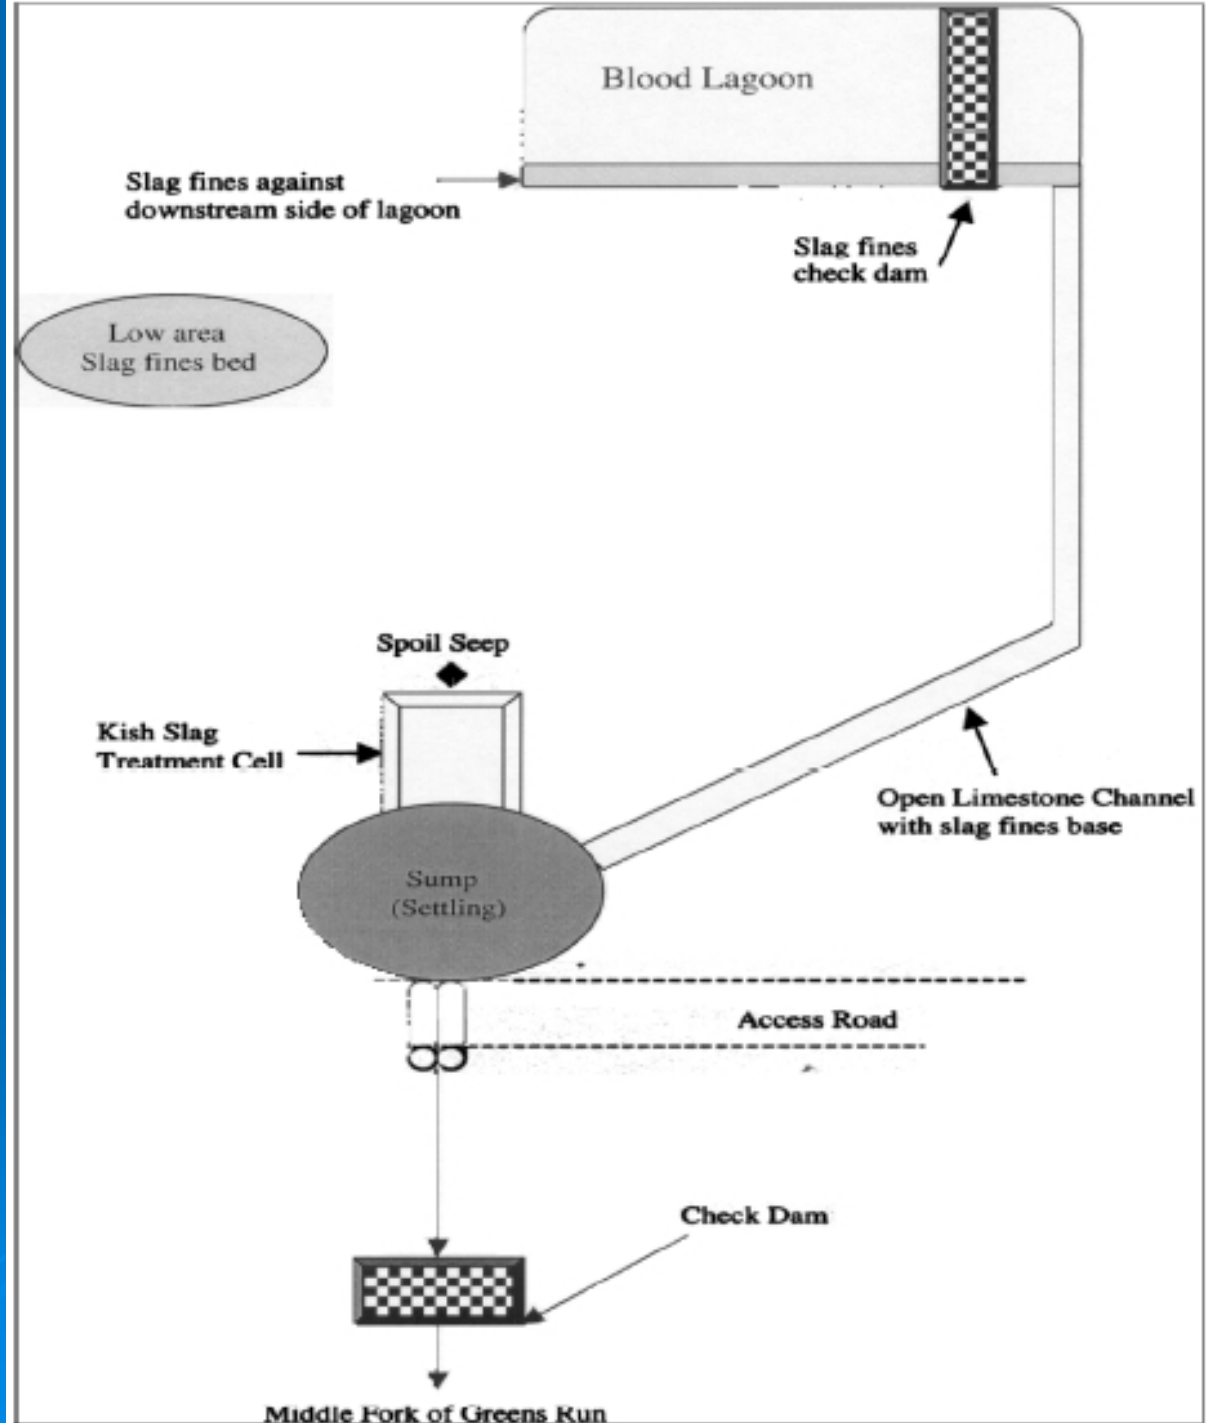 Blood Lagoon
Slag fines against
downstream side of lagoon
Slag fines
check dam
Low area
Slag fines bed
Spoil Seep
Kish Slag
Treatment Cell
Open Limestone Channel
with slag fines base
Sump
(Settling)
Access Road
Check Dam
Middle Fork of Greens Run